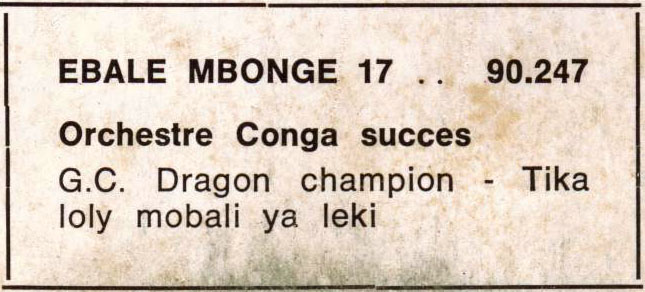 EBALE MBONGE 17 .. 90.247
Orchestre Conga succes
G.C. Dragon champion - Tika
loly mobali ya leki